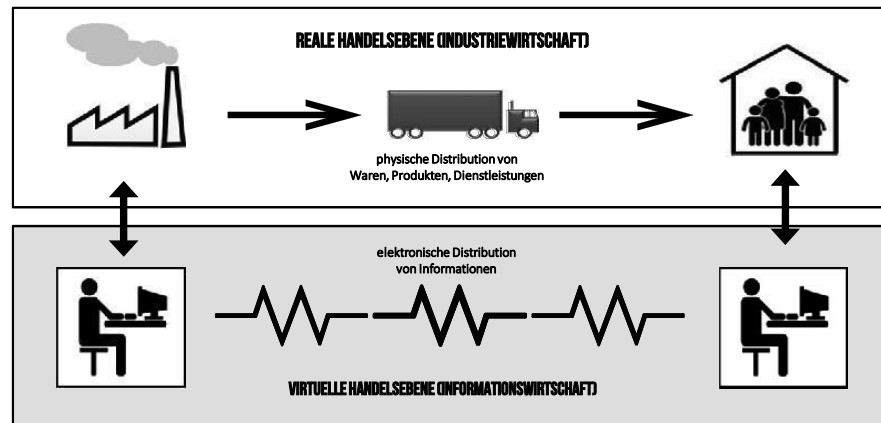 REALE HANDELSEBENE (INDUSTRIEWIRTSCHAFT)
physische Distribution von
Waren, Produkten, Dienstleistungen
elektronische Distribution
von Informationen
VIRTUELLE HANDELSEBENE (INFORMATIONSWIRTSCHAFT)